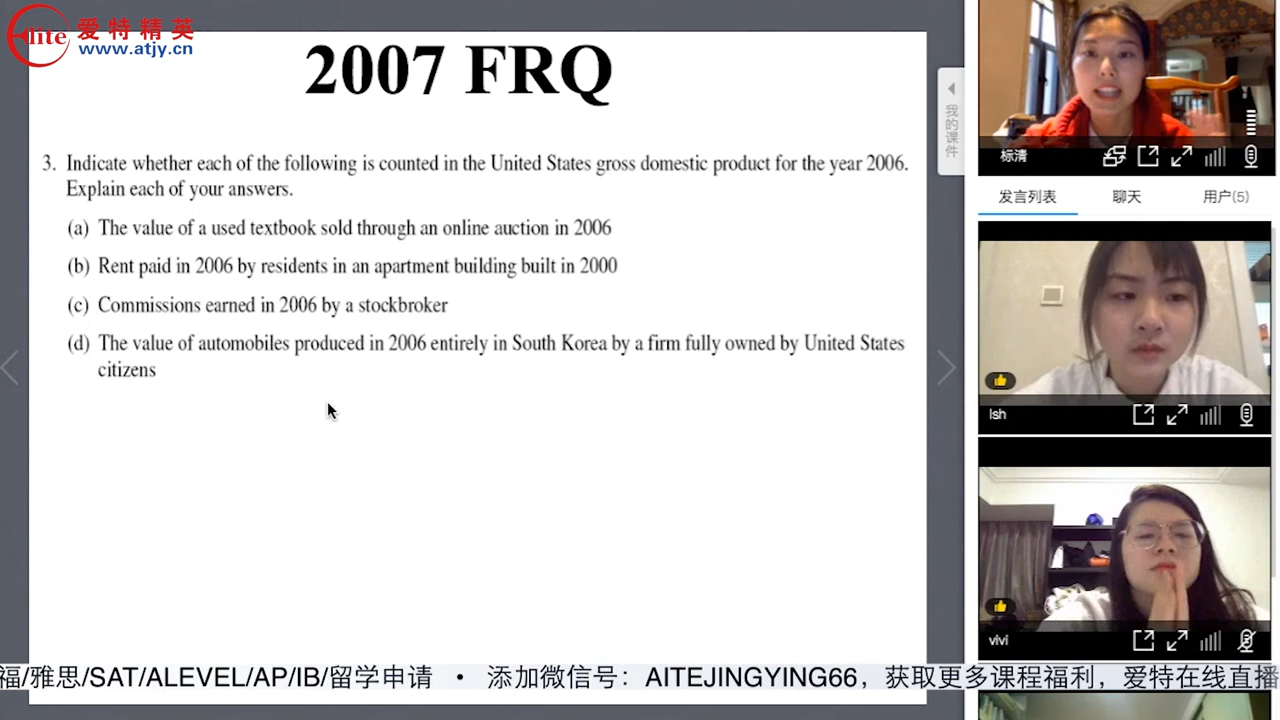 Elite 爱特精英
www.atjy.cn
2007 FRQ
3. Indicate whether each of the following is counted in the United States gross domestic product for the year 2006.
Explain each of your answers.
(a) The value of a used textbook sold through an online auction in 2006
(b) Rent paid in 2006 by residents in an apartment building built in 2000
(c) Commissions earned in 2006 by a stockbroker
(d) The value of automobiles produced in 2006 entirely in South Korea by a firm fully owned by United States
citizens
我的课件
标清
发言列表 聊天 用户(5)
lsh
vivi
福/雅思/SAT/ALEVEL/AP/IB/留学申请 • 添加微信号：AITEJINGYING66，获取更多课程福利，爱特在线直播